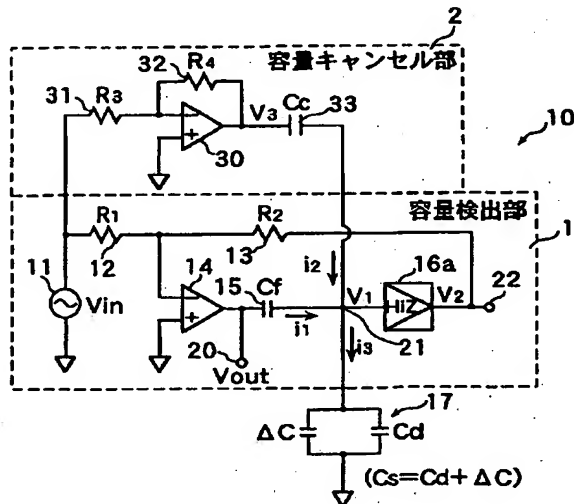 2
容量キャンセル部
32 R4
31 R3
V3 Cc
33
30
10
容量検出部
R1
R2
1
11
12
13
14
15 Cf
i2
16a
22
Vin
V1
HiZ
V2
i1
21
20
i3
Vout
17
ΔC
Cd
(Cs=Cd+ΔC)